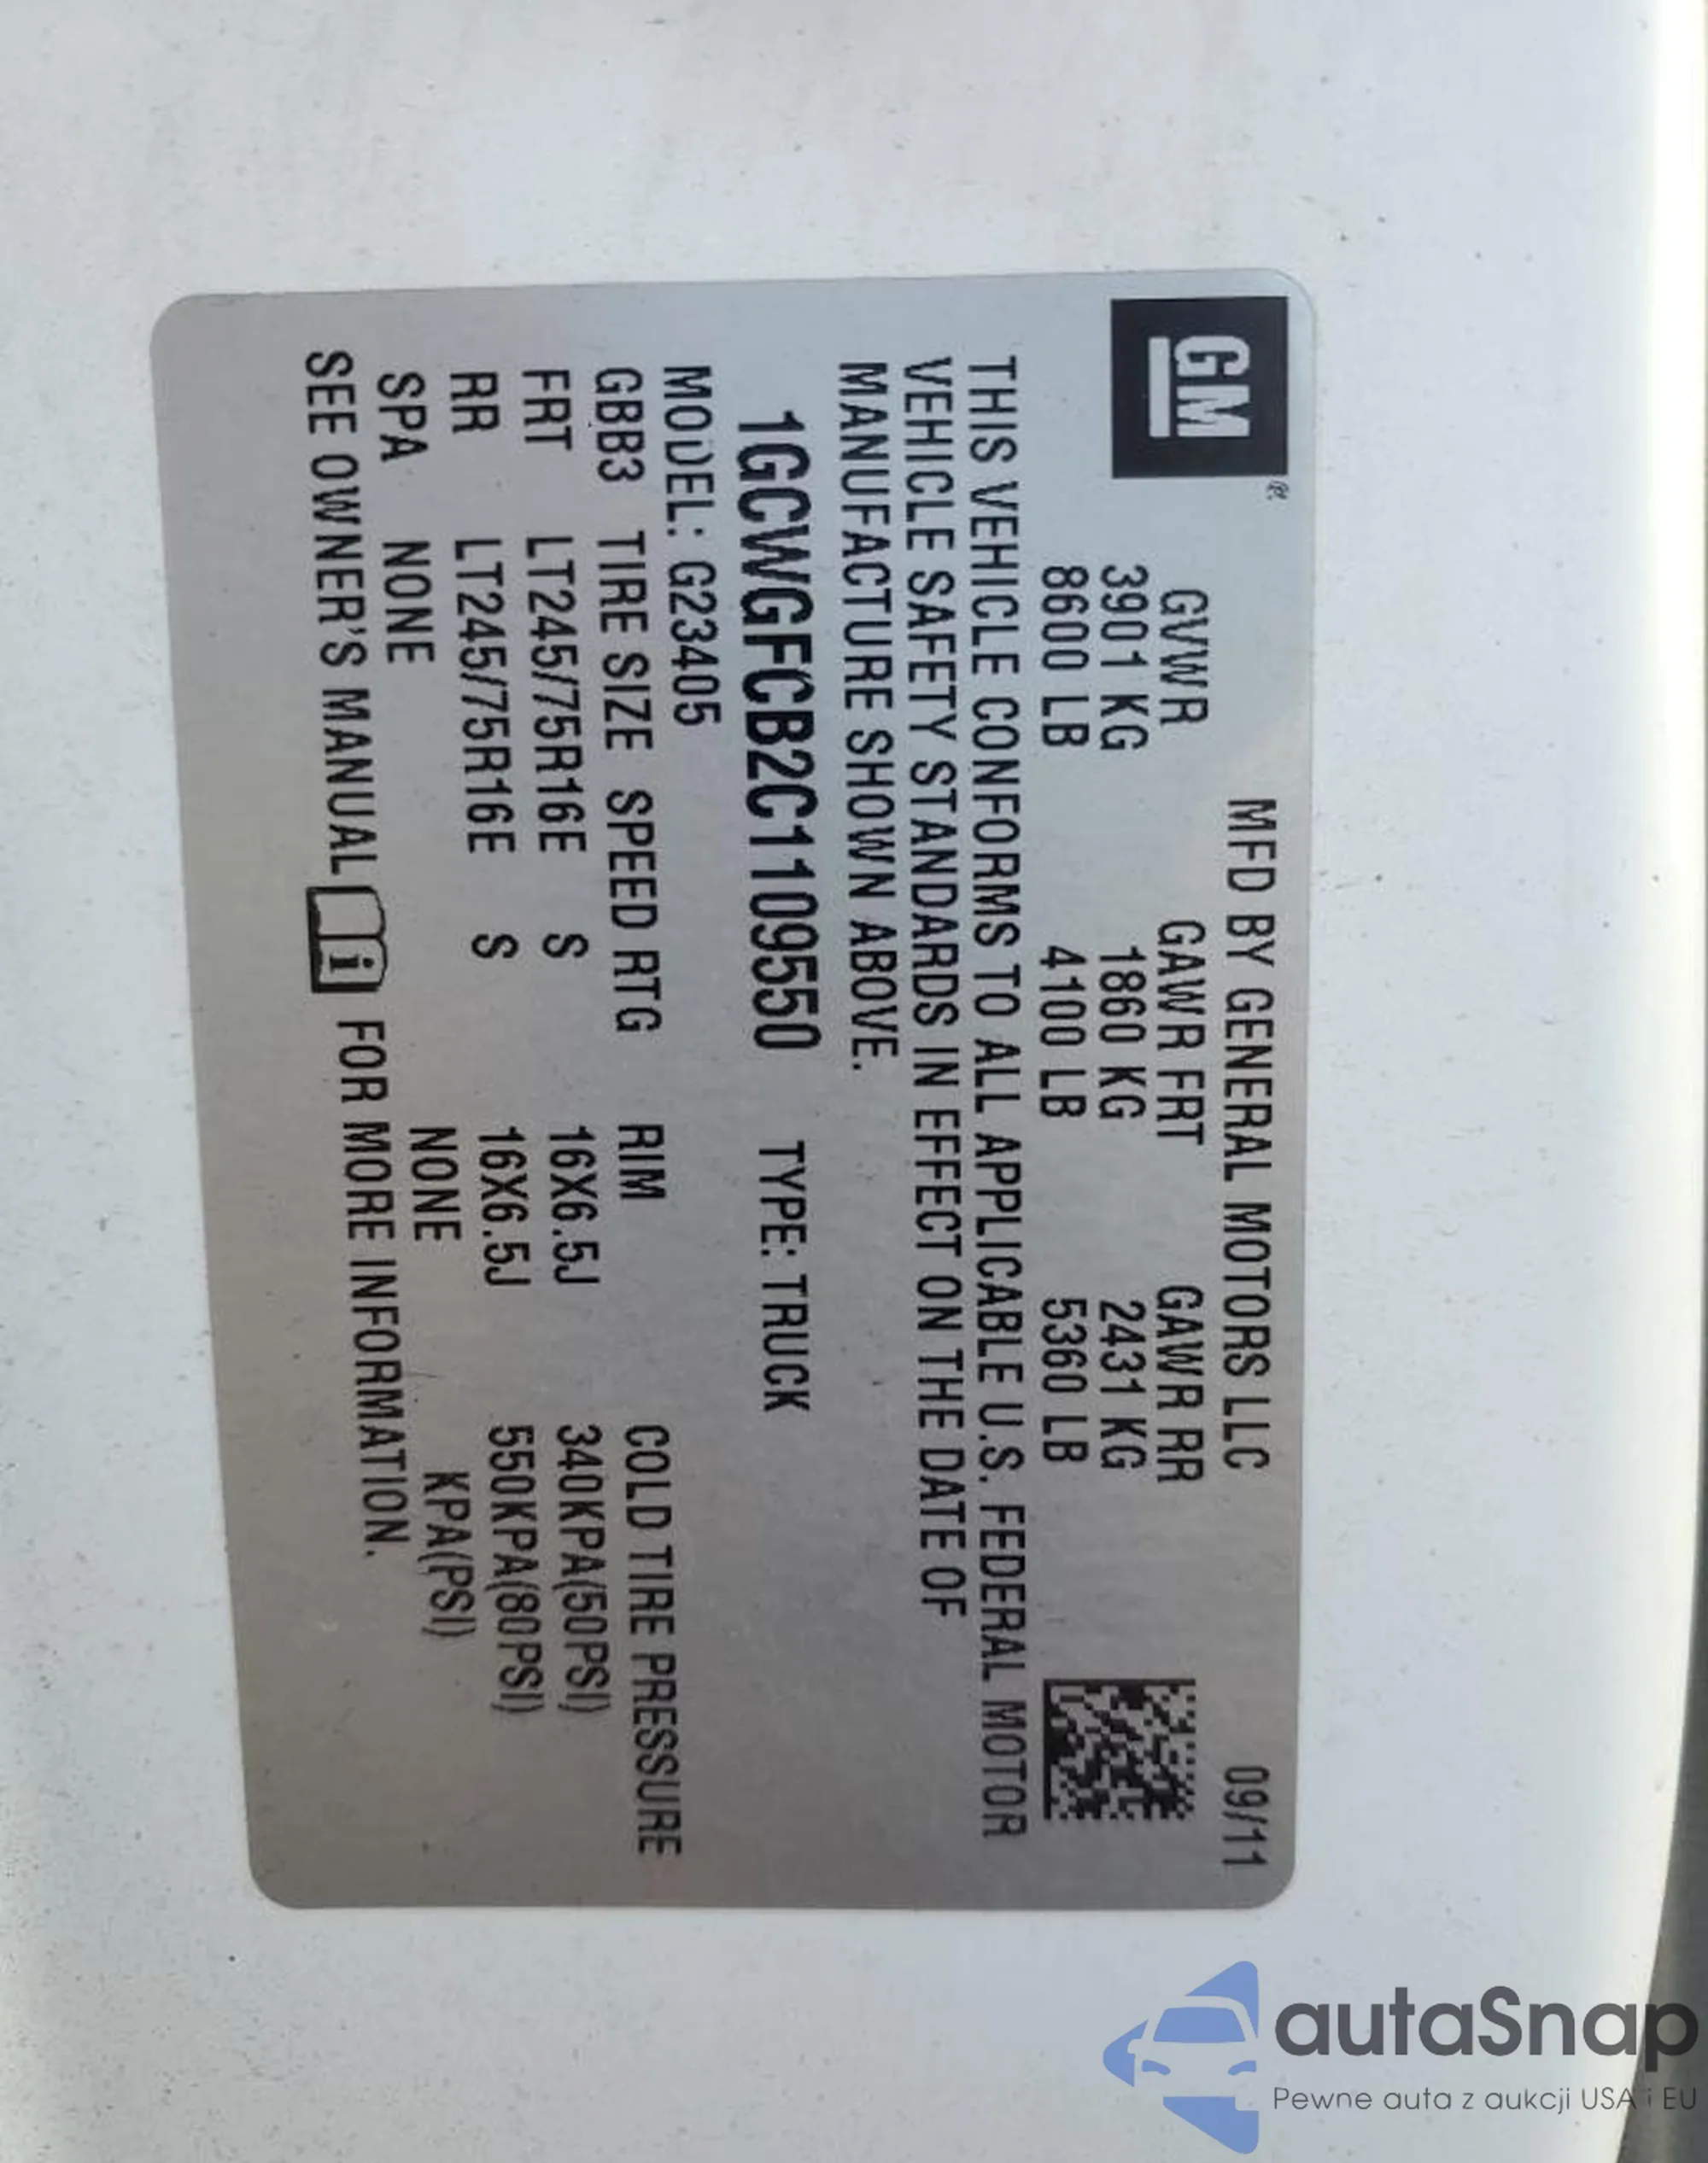 GM®
MFD BY GENERAL MOTORS LLC 09/11
GVWR GAWR FRT GAWR RR
3901 KG 1860 KG 2431 KG
8600 LB 4100 LB 5360 LB
THIS VEHICLE CONFORMS TO ALL APPLICABLE U.S. FEDERAL MOTOR
VEHICLE SAFETY STANDARDS IN EFFECT ON THE DATE OF
MANUFACTURE SHOWN ABOVE.
1GCWGFCB2C1109550 TYPE: TRUCK
MODEL: G23405
GBB3 TIRE SIZE SPEED RTG RIM COLD TIRE PRESSURE
FRT LT245/75R16E S 16X6.5J 340KPA(50PSI)
RR LT245/75R16E S 16X6.5J 550KPA(80PSI)
SPA NONE NONE KPA(PSI)
SEE OWNER'S MANUAL i FOR MORE INFORMATION.
autaSnap
Pewne auta z aukcji USA i EU